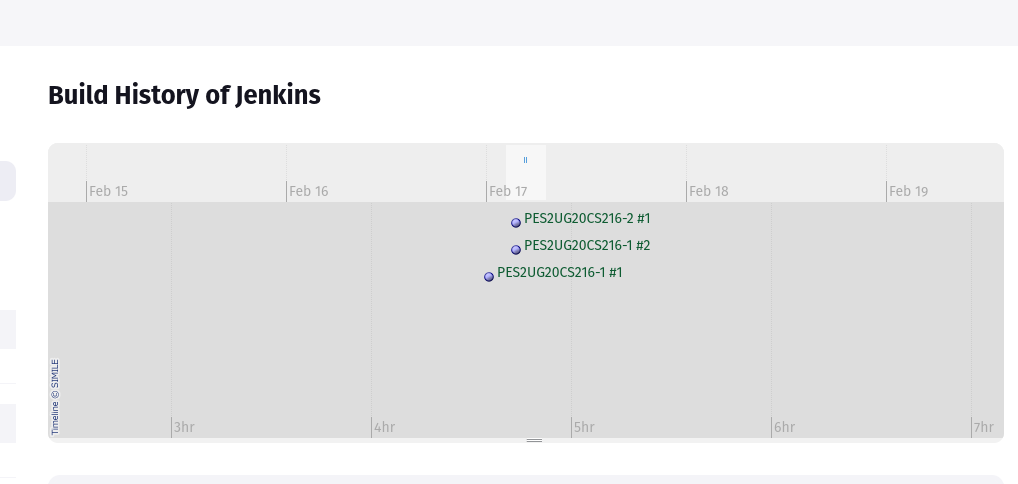 Build History of Jenkins
Feb 15
Feb 16
Feb 17
Feb 18
Feb 19
PES2UG20CS216-2 #1
PES2UG20CS216-1 #2
PES2UG20CS216-1 #1
Timeline © SIMILE
3hr
4hr
5hr
6hr
7hr